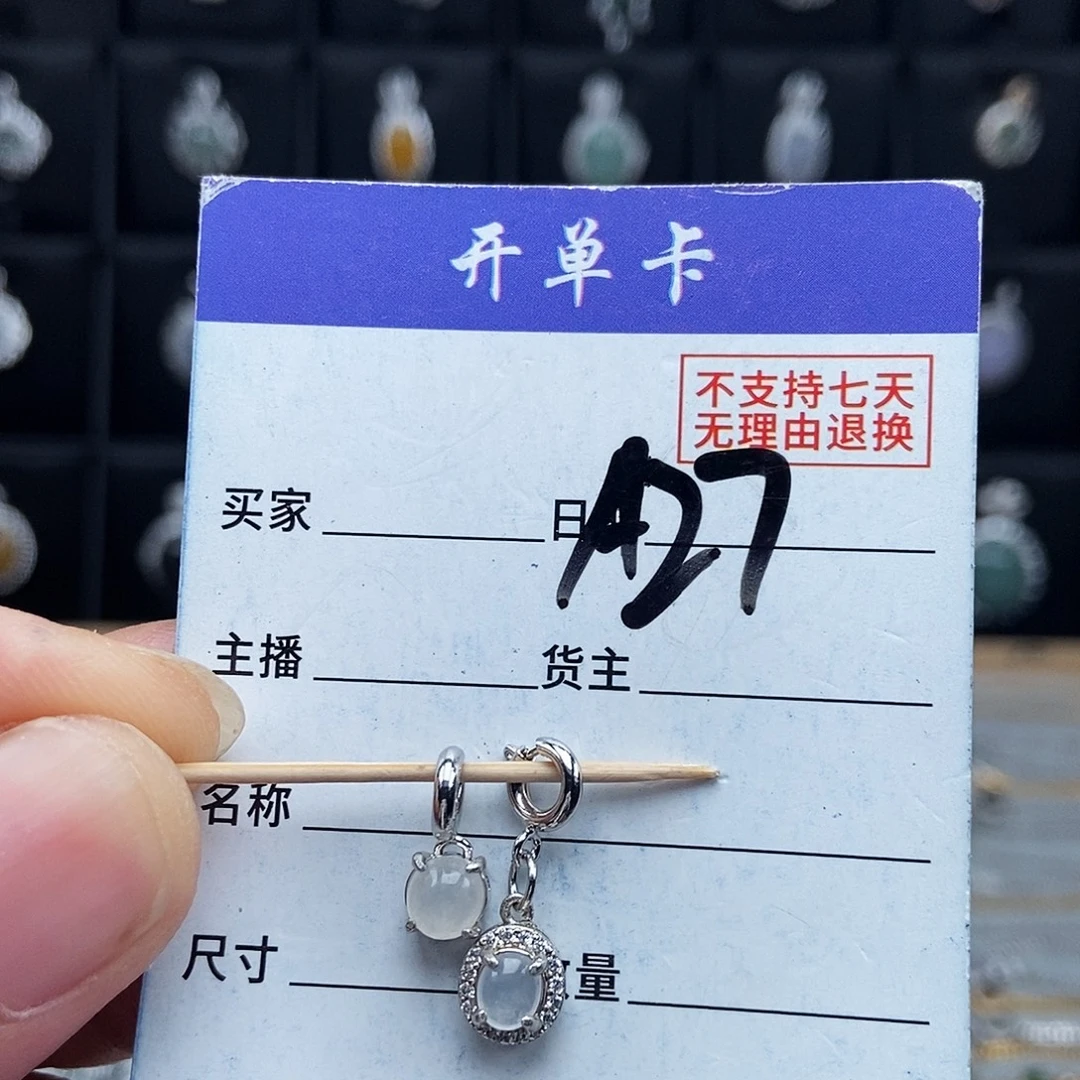 开单卡
不支持七天
无理由退换
买家 日
A27
主播 货主
名称
尺寸 量